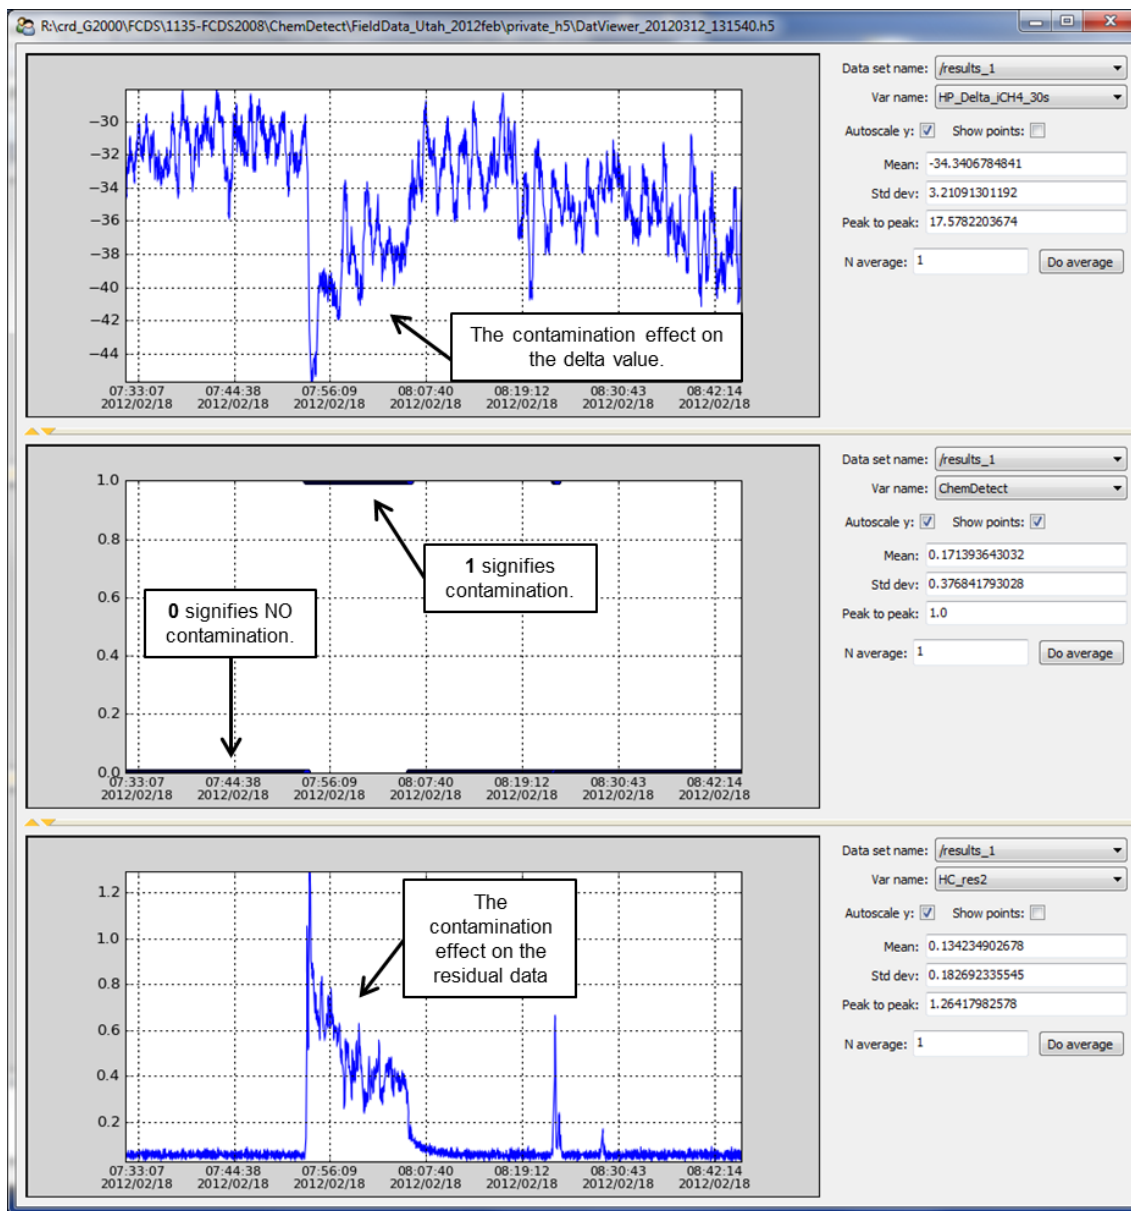 R:\crd_G2000\FCDS\1135-FCDS2008\ChemDetect\FieldData_Utah_2012feb\private_h5\DatViewer_20120312_131540.h5
−30
−32
−34
−36
−38
−40
−42
−44
07:33:07 07:44:38 07:56:09 08:07:40 08:19:12 08:30:43 08:42:14
2012/02/18 2012/02/18 2012/02/18 2012/02/18 2012/02/18 2012/02/18 2012/02/18
The contamination effect on
the delta value.
Data set name: /results_1
Var name: HP_Delta_iCH4_30s
Autoscale y: Show points:
Mean: -34.3406784841
Std dev: 3.21091301192
Peak to peak: 17.5782203674
N average: 1 Do average
1.0
0.8
0.6
0.4
0.2
0.0
07:33:07 07:44:38 07:56:09 08:07:40 08:19:12 08:30:43 08:42:14
2012/02/18 2012/02/18 2012/02/18 2012/02/18 2012/02/18 2012/02/18 2012/02/18
1 signifies
contamination.
0 signifies NO
contamination.
Data set name: /results_1
Var name: ChemDetect
Autoscale y: Show points:
Mean: 0.171393643032
Std dev: 0.376841793028
Peak to peak: 1.0
N average: 1 Do average
1.2
1.0
0.8
0.6
0.4
0.2
07:33:07 07:44:38 07:56:09 08:07:40 08:19:12 08:30:43 08:42:14
2012/02/18 2012/02/18 2012/02/18 2012/02/18 2012/02/18 2012/02/18 2012/02/18
The
contamination
effect on the
residual data
Data set name: /results_1
Var name: HC_res2
Autoscale y: Show points:
Mean: 0.134234902678
Std dev: 0.182692335545
Peak to peak: 1.26417982578
N average: 1 Do average